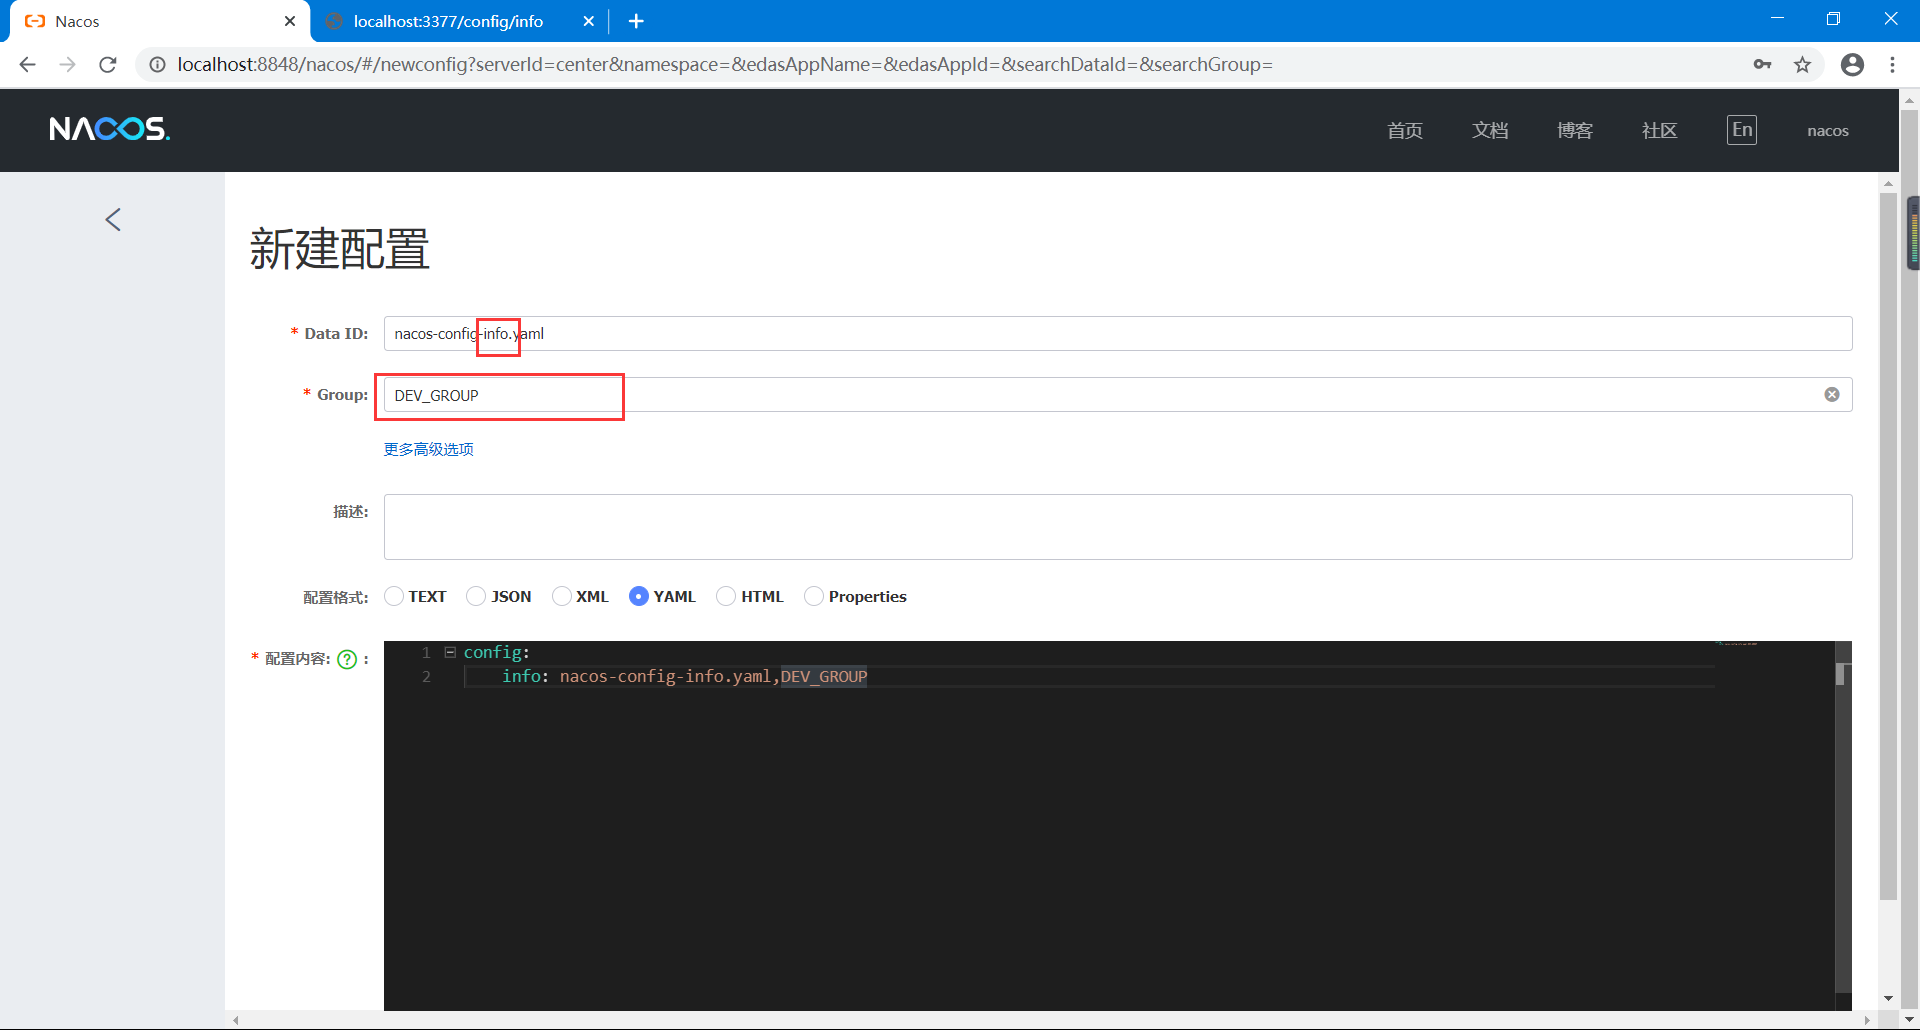 Nacos
localhost:3377/config/info
localhost:8848/nacos/#/newconfig?serverId=center&namespace=&edasAppName=&edasAppId=&searchDataId=&searchGroup=
NACOS.
首页
文档
博客
社区
En
nacos
新建配置
* Data ID:
nacos-config-info.yaml
* Group:
DEV_GROUP
更多高级选项
描述:
配置格式:
TEXT
JSON
XML
YAML
HTML
Properties
* 配置内容: ? :
1 config:
2 info: nacos-config-info.yaml,DEV_GROUP